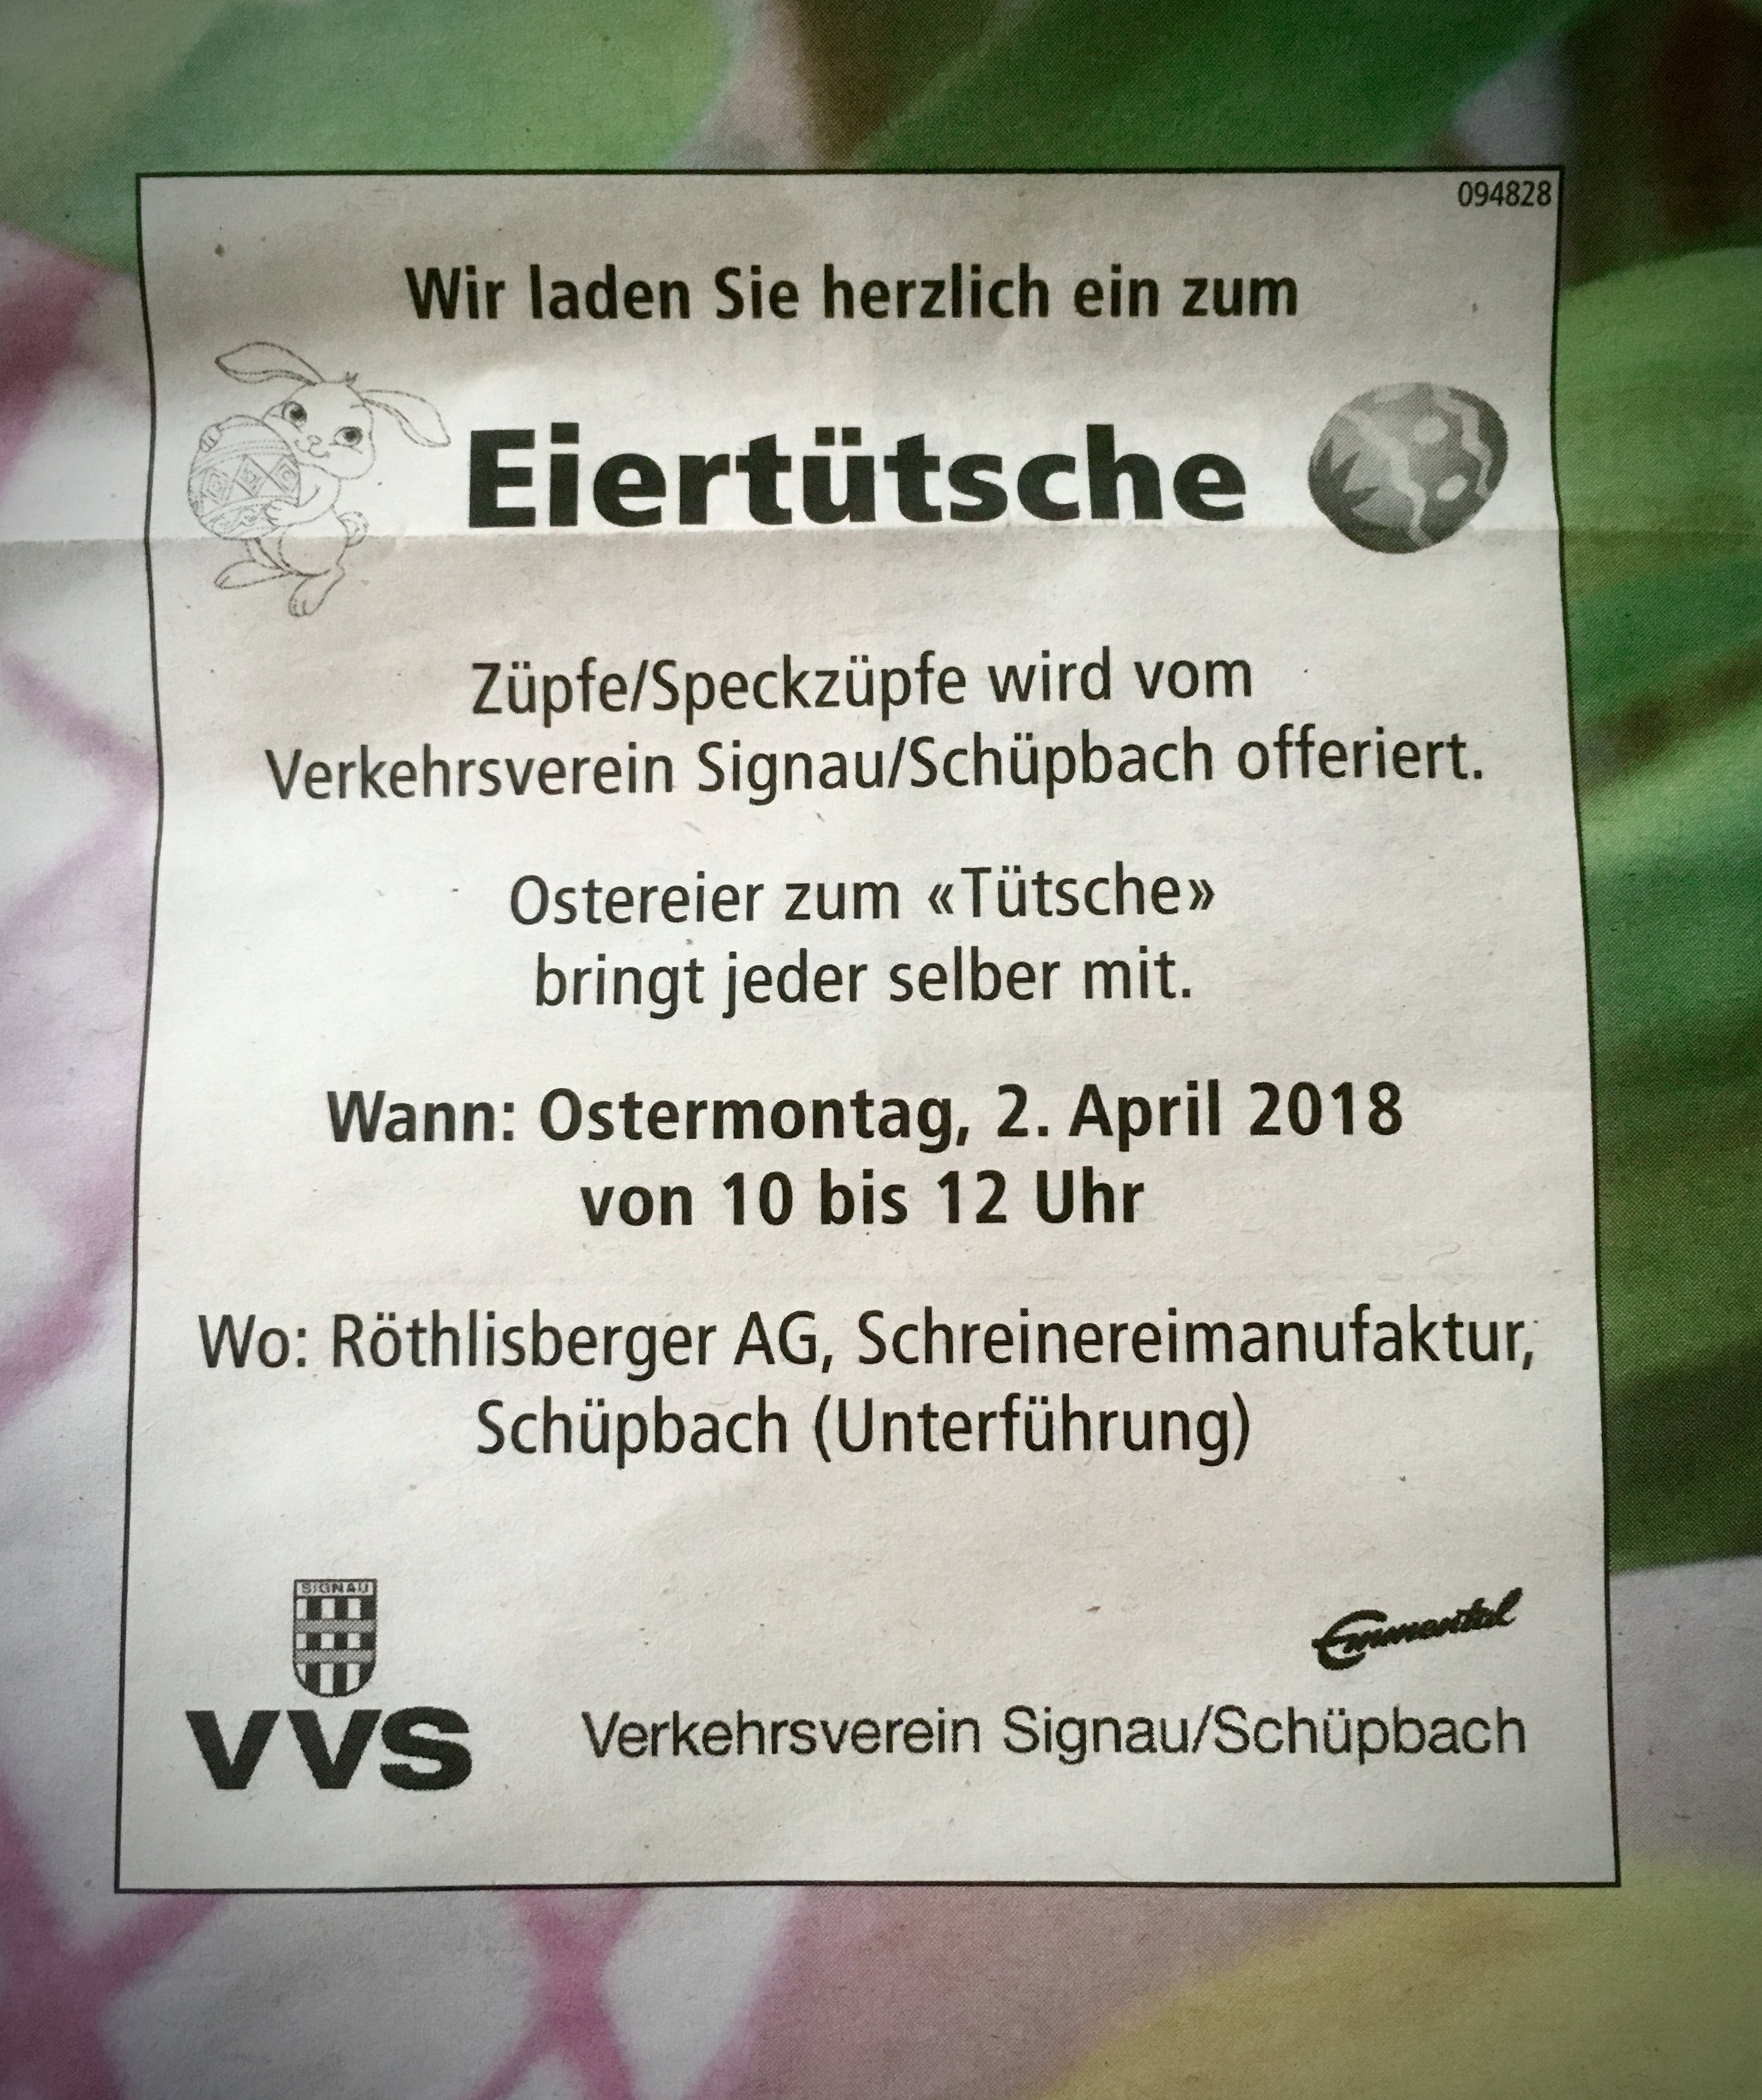 094828
Wir laden Sie herzlich ein zum
Eiertütsche
Züpfe/Speckzüpfe wird vom
Verkehrsverein Signau/Schüpbach offeriert.
Ostereier zum «Tütsche»
bringt jeder selber mit.
Wann: Ostermontag, 2. April 2018
von 10 bis 12 Uhr
Wo: Röthlisberger AG, Schreinereimanufaktur,
Schüpbach (Unterführung)
SIGNAU
Emmental
VVS
Verkehrsverein Signau/Schüpbach